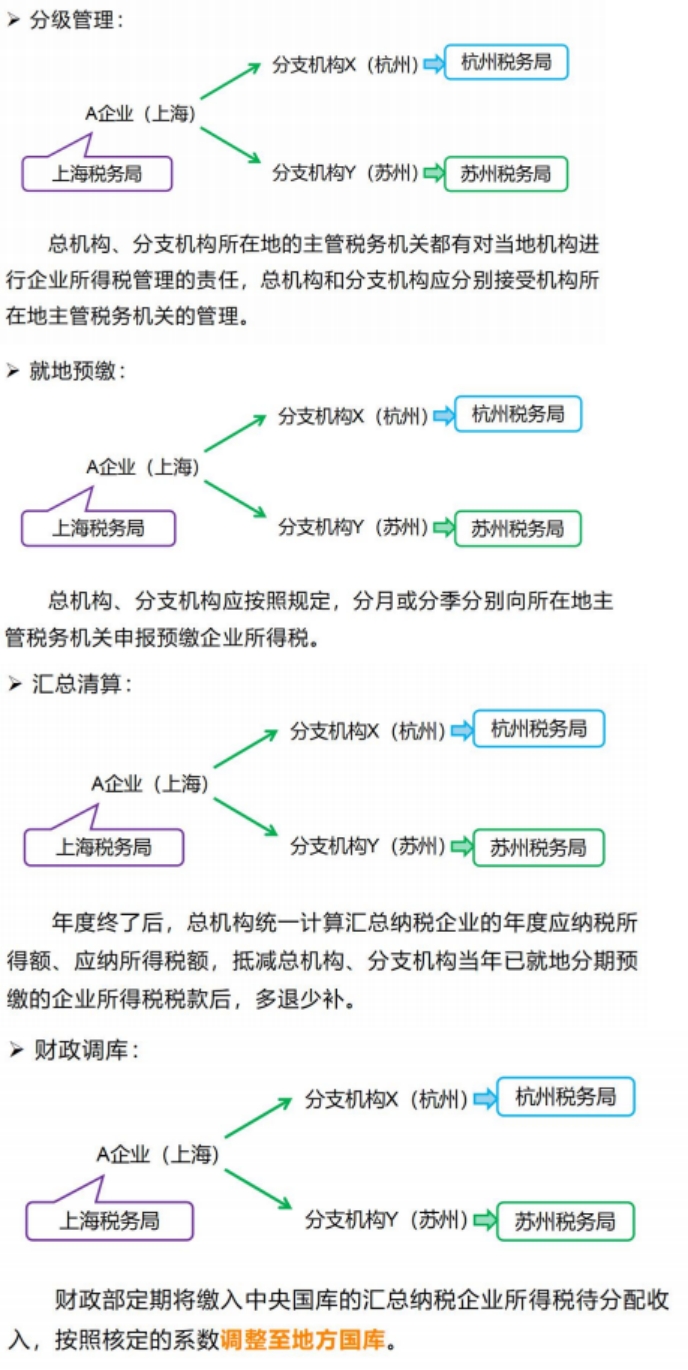 ➢ 分级管理：
分支机构X（杭州）
杭州税务局
A企业（上海）
上海税务局
分支机构Y（苏州）
苏州税务局
总机构、分支机构所在地的主管税务机关都有对当地机构进
行企业所得税管理的责任，总机构和分支机构应分别接受机构所
在地主管税务机关的管理。
➢ 就地预缴：
分支机构X（杭州）
杭州税务局
A企业（上海）
上海税务局
分支机构Y（苏州）
苏州税务局
总机构、分支机构应按照规定，分月或分季分别向所在地主
管税务机关申报预缴企业所得税。
➢ 汇总清算：
分支机构X（杭州）
杭州税务局
A企业（上海）
上海税务局
分支机构Y（苏州）
苏州税务局
年度终了后，总机构统一计算汇总纳税企业的年度应纳税所
得额、应纳所得税额，抵减总机构、分支机构当年已就地分期预
缴的企业所得税税款后，多退少补。
➢ 财政调库：
分支机构X（杭州）
杭州税务局
A企业（上海）
上海税务局
分支机构Y（苏州）
苏州税务局
财政部定期将缴入中央国库的汇总纳税企业所得税待分配收
入，按照核定的系数调整至地方国库。